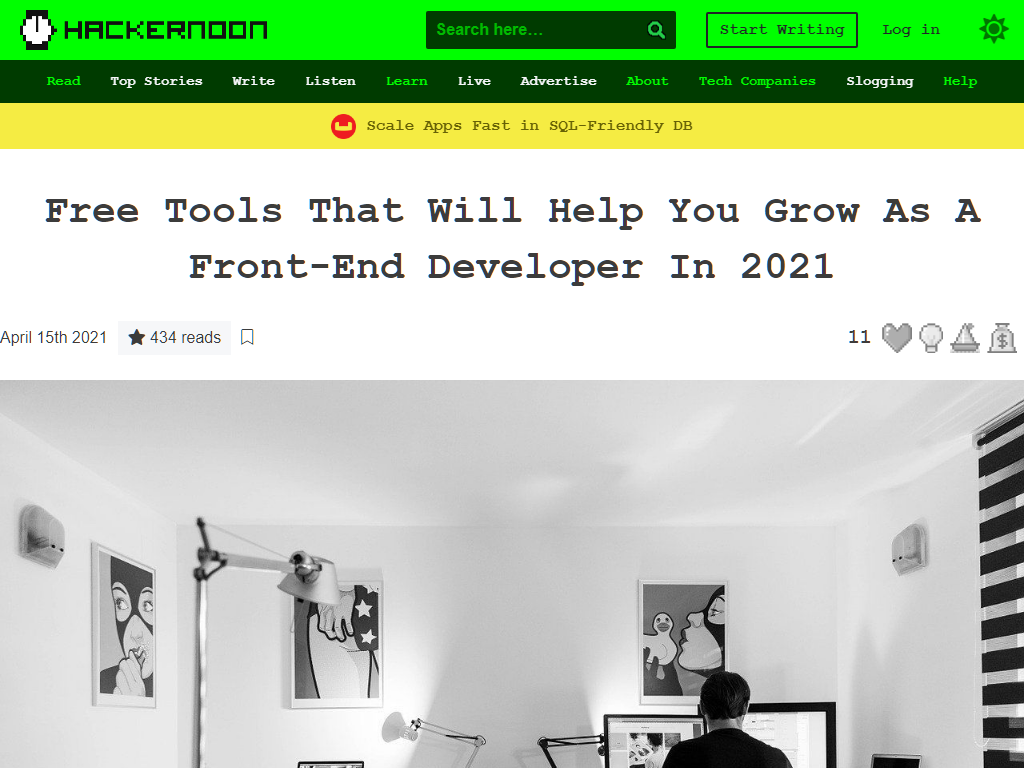 HACKERNOON
Search here...
Start Writing
Log in
Read Top Stories Write Listen Learn Live Advertise About Tech Companies Slogging Help
Scale Apps Fast in SQL-Friendly DB
Free Tools That Will Help You Grow As A
Front-End Developer In 2021
April 15th 2021
434 reads
11
$